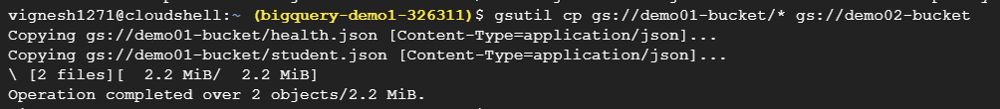 vignesh1271@cloudshell:~ (bigquery-demo1-326311)$ gsutil cp gs://demo01-bucket/* gs://demo02-bucket
Copying gs://demo01-bucket/health.json [Content-Type=application/json]...
Copying gs://demo01-bucket/student.json [Content-Type=application/json]...
\ [2 files][  2.2 MiB/  2.2 MiB]
Operation completed over 2 objects/2.2 MiB.